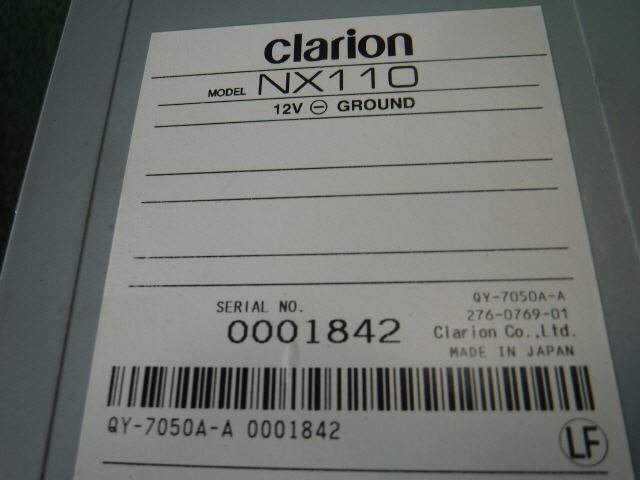 clarion
MODEL NX110
12V ⊖ GROUND
QY-7050A-A
SERIAL NO. 276-0769-01
0001842 Clarion Co.,Ltd.
MADE IN JAPAN
QY-7050A-A 0001842
LF